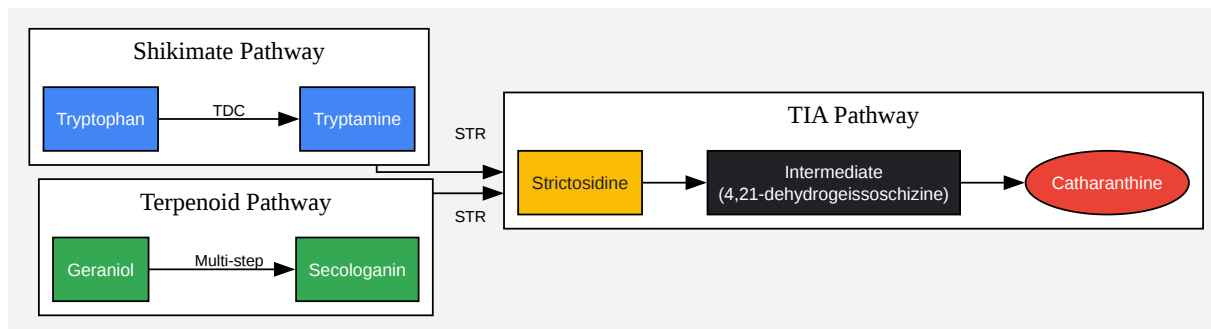 Shikimate Pathway
Tryptophan
TDC
Tryptamine
STR
Terpenoid Pathway
Geraniol
Multi-step
Secologanin
STR
TIA Pathway
Strictosidine
Intermediate
(4,21-dehydrogeissoschizine)
Catharanthine